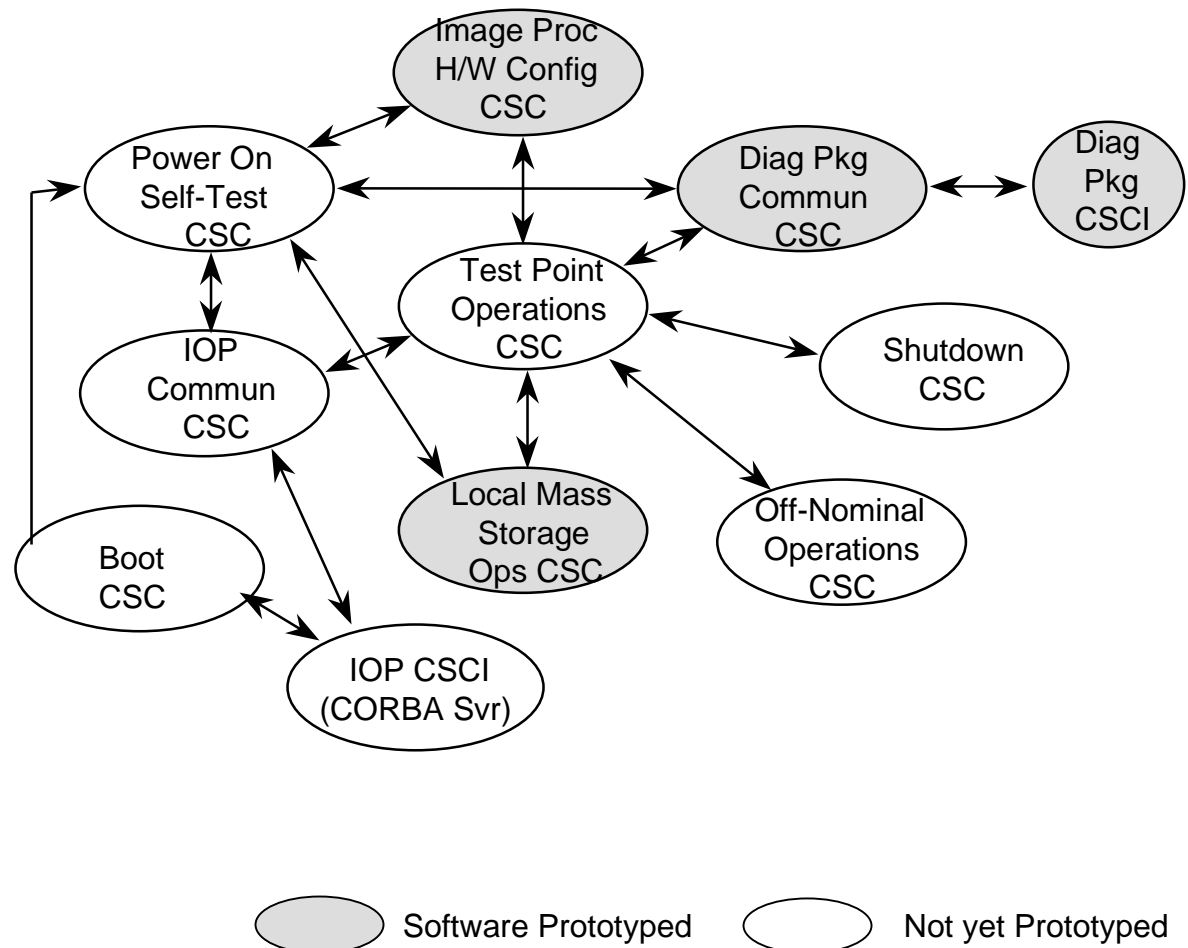 Image Proc
H/W Config
CSC
Power On
Self-Test
CSC
Diag Pkg
Commun
CSC
Diag
Pkg
CSCI
Test Point
Operations
CSC
IOP
Commun
CSC
Shutdown
CSC
Local Mass
Storage
Ops CSC
Off-Nominal
Operations
CSC
Boot
CSC
IOP CSCI
(CORBA Svr)
Software Prototyped
Not yet Prototyped